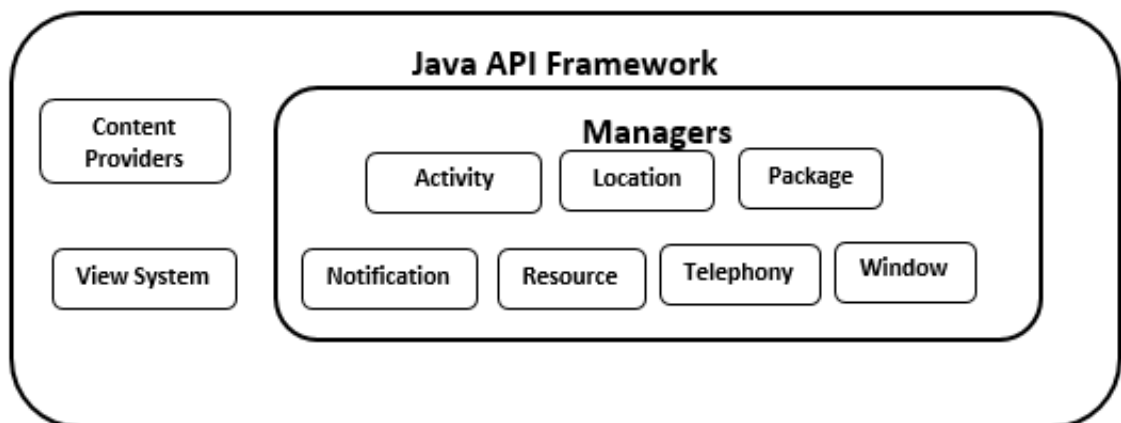 Java API Framework
Content
Providers
Managers
Activity
Location
Package
View System
Notification
Resource
Telephony
Window